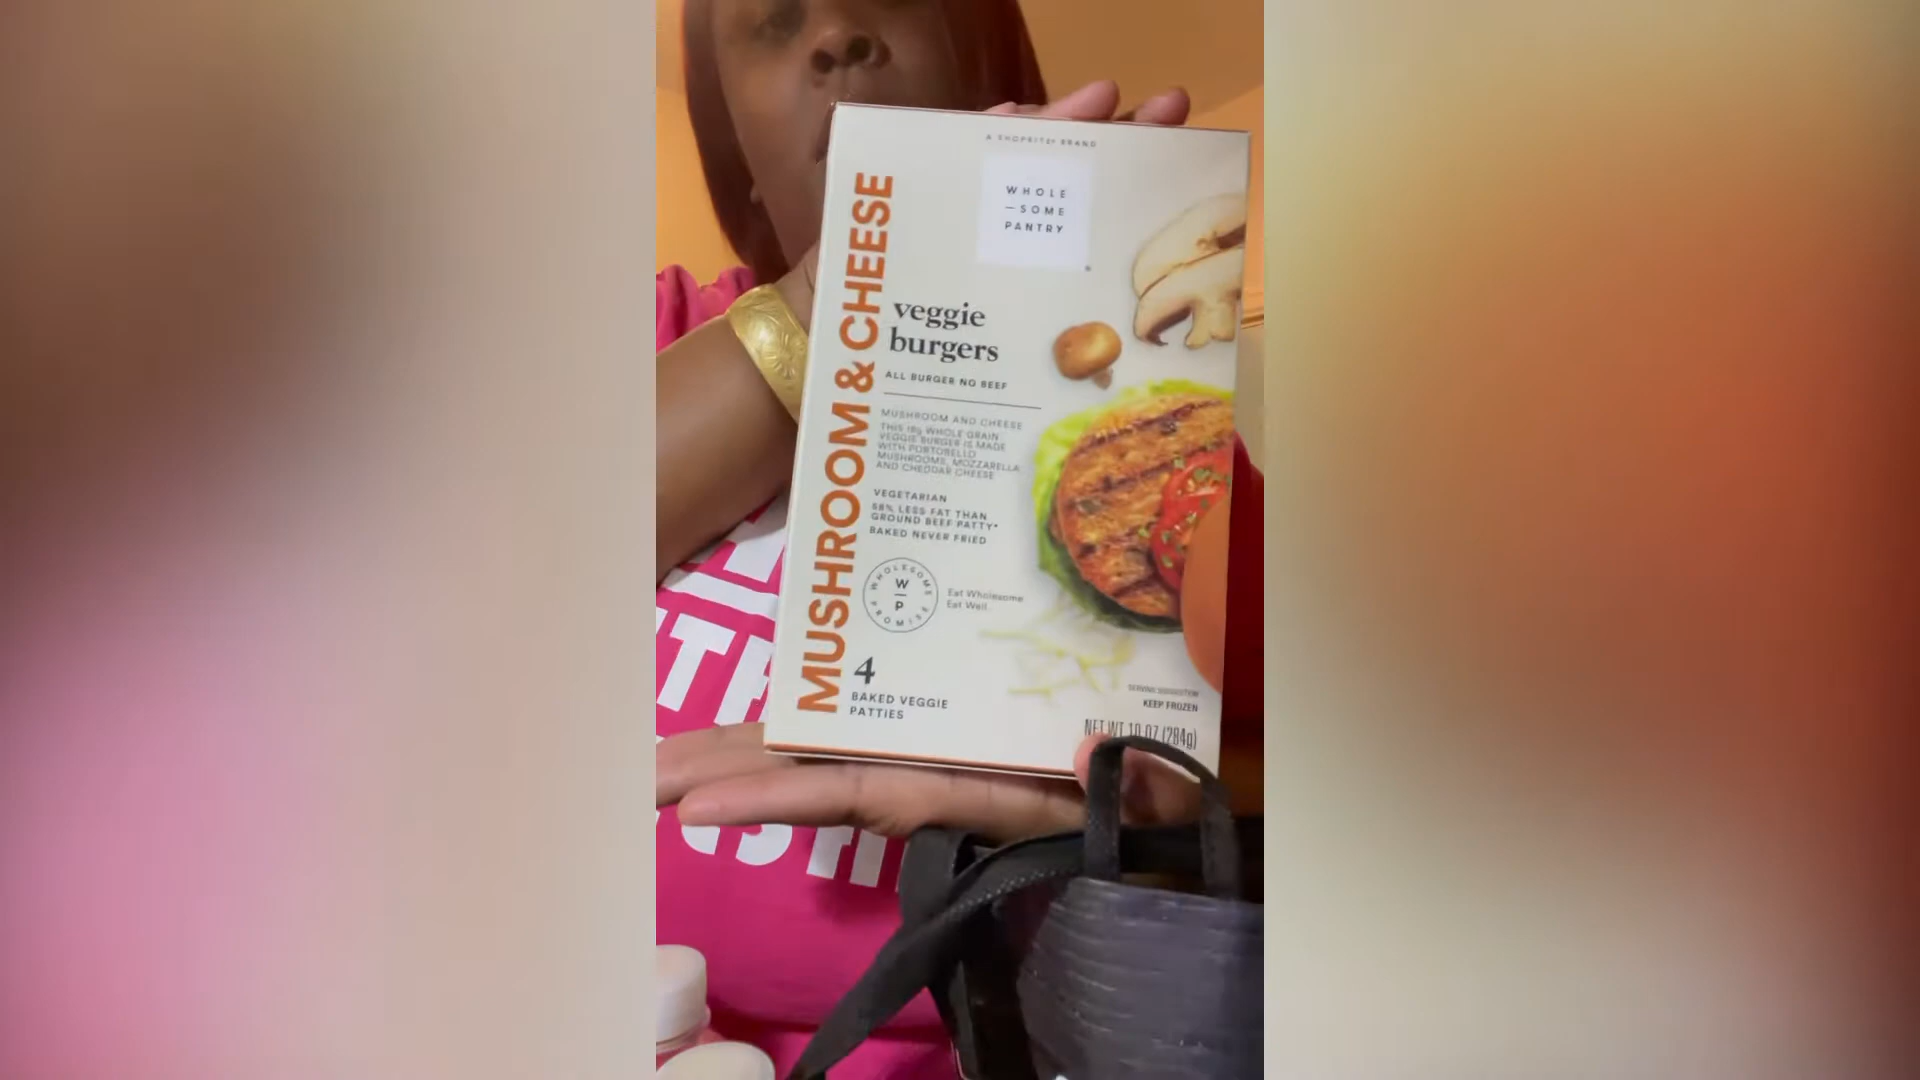 A SHOPRITE® BRAND
WHOLE
—SOME
PANTRY
MUSHROOM & CHEESE
veggie
burgers
ALL BURGER NO BEEF
MUSHROOM AND CHEESE
THIS 18g WHOLE GRAIN
VEGGIE BURGER IS MADE
WITH PORTOBELLO
MUSHROOMS, MOZZARELLA
AND CHEDDAR CHEESE
VEGETARIAN
LESS FAT THAN
GROUND BEEF PATTY*
BAKED NEVER FRIED
WHOLESOME
W
P
PROMISE
Eat Wholesome
Eat Well
4
BAKED VEGGIE
PATTIES
SERVING SUGGESTION
KEEP FROZEN
NET WT 10 OZ (284g)